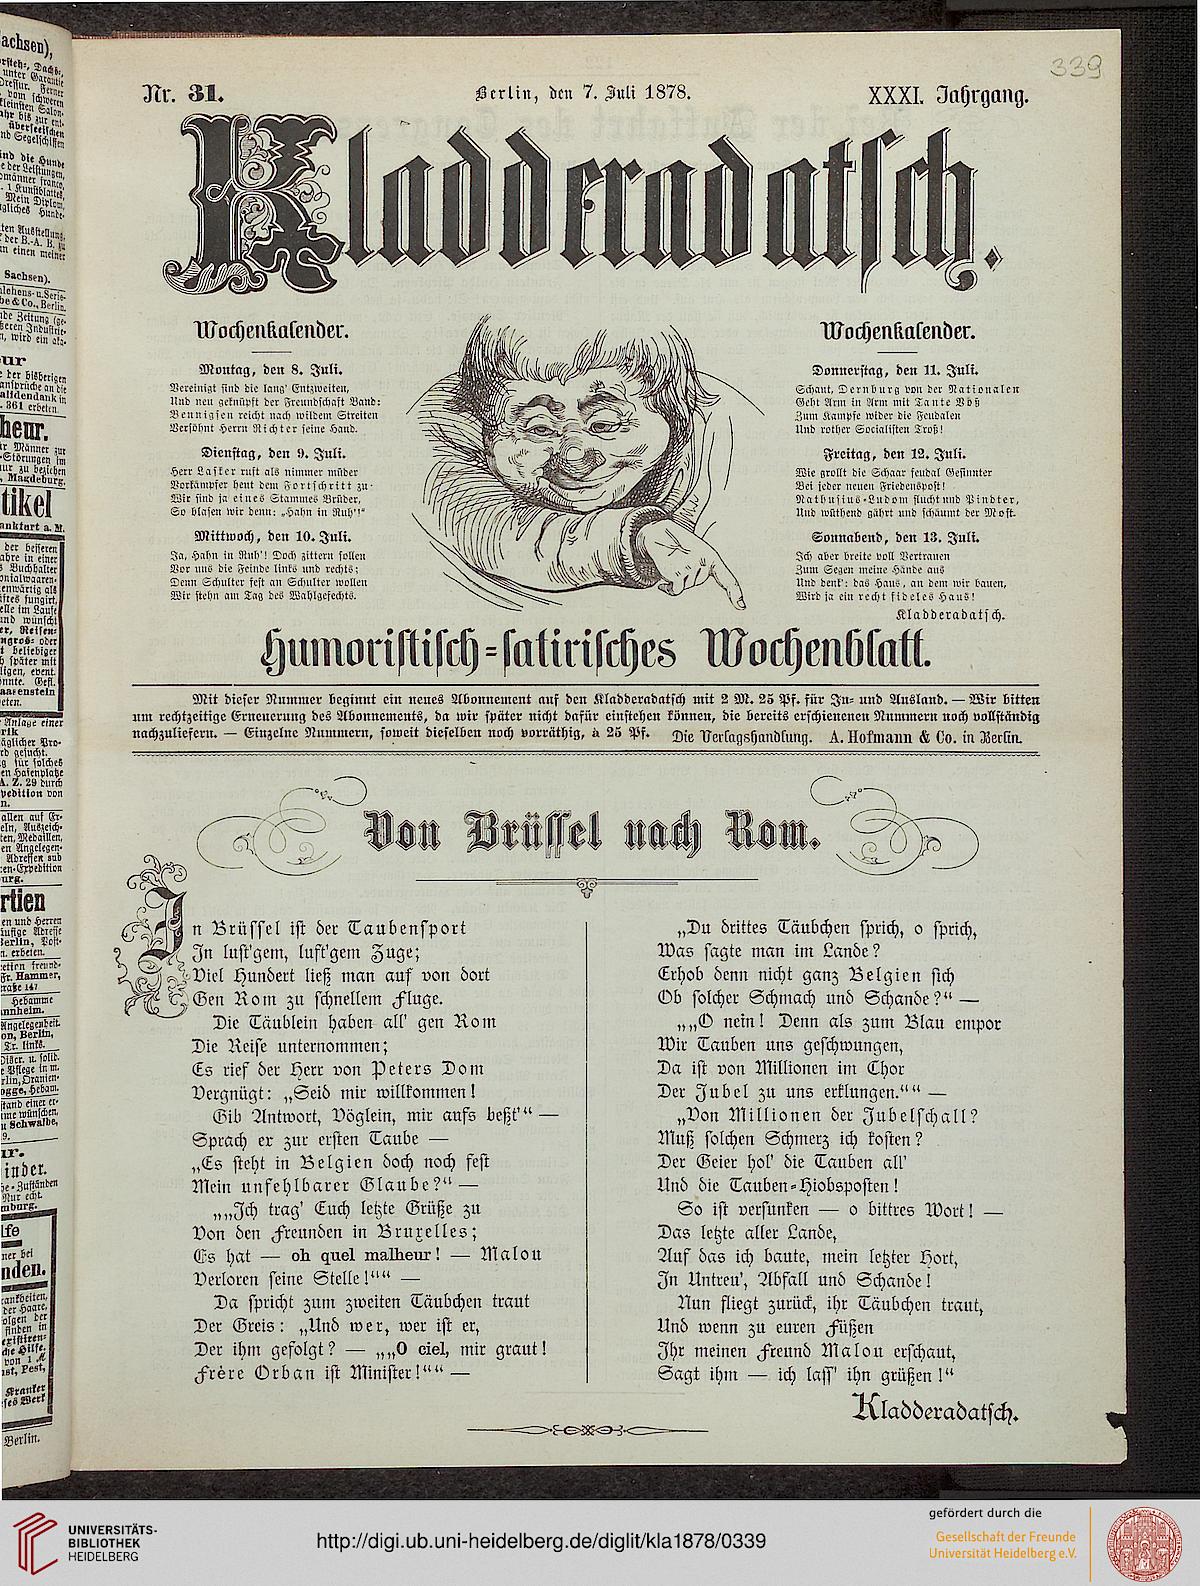 339
Nr. 31.
Berlin, den 7. Juli 1878.
XXXI. Jahrgang.
Kladderadatsch.
Wochenkalender.
Montag, den 8. Juli.
Vereinigt sind die lang' Entzweiten,
Und neu geknüpft der Freundschaft Band:
Bennigsen reicht nach wildem Streiten
Versöhnt Herrn Richter seine Hand.
Dienstag, den 9. Juli.
Herr Lasker ruft als nimmer müder
Vorkämpfer heut dem Fortschritt zu:
Wir sind ja eines Stammes Brüder,
So blasen wir denn: „Hahn in Ruh'!"
Mittwoch, den 10. Juli.
Ja, Hahn in Ruh'! Doch zittern sollen
Vor uns die Feinde links und rechts;
Denn Schulter fest an Schulter wollen
Wir stehn am Tag des Wahlgefechts.
Wochenkalender.
Donnerstag, den 11. Juli.
Schaut, Dernburg von der Nationalen
Geht Arm in Arm mit Tante Voß
Zum Kampfe wider die Feudalen
Und rother Socialisten Troß!
Freitag, den 12. Juli.
Wie grollt die Schaar feudal Gesinnter
Bei jeder neuen Friedenspost!
Nathusius-Ludom flucht und Pindter,
Und wüthend gährt und schäumt der Most.
Sonnabend, den 13. Juli.
Ich aber breite voll Vertrauen
Zum Segen meine Hände aus
Und denk': das Haus, an dem wir bauen,
Wird ja ein recht fideles Haus!
Kladderadatsch.
Humoristisch-satirisches Wochenblatt.
Mit dieser Nummer beginnt ein neues Abonnement auf den Kladderadatsch mit 2 M. 25 Pf. für In- und Ausland. — Wir bitten
um rechtzeitige Erneuerung des Abonnements, da wir später nicht dafür einstehen können, die bereits erschienenen Nummern noch vollständig
nachzuliefern. — Einzelne Nummern, soweit dieselben noch vorräthig, à 25 Pf. Die Verlagshandlung. A. Hofmann & Co. in Berlin.
Von Brüssel nach Rom.
In Brüssel ist der Taubensport
In lust'gem, luft'gem Zuge;
Viel Hundert ließ man auf von dort
Gen Rom zu schnellem Fluge.
Die Täublein haben all' gen Rom
Die Reise unternommen;
Es rief der Herr von Peters Dom
Vergnügt: „Seid mir willkommen!
Gib Antwort, Vöglein, mir aufs beßt'" —
Sprach er zur ersten Taube —
„Es steht in Belgien doch noch fest
Mein unfehlbarer Glaube?" —
„„Ich trag' Euch letzte Grüße zu
Von den Freunden in Bruxelles;
Es hat — oh quel malheur! — Malou
Verloren seine Stelle!"" —
Da spricht zum zweiten Täubchen traut
Der Greis: „Und wer, wer ist er,
Der ihm gefolgt? — „„O ciel, mir graut!
Frère Orban ist Minister!"" —
„Du drittes Täubchen sprich, o sprich,
Was sagte man im Lande?
Erhob denn nicht ganz Belgien sich
Ob solcher Schmach und Schande?" —
„„O nein! Denn als zum Blau empor
Wir Tauben uns geschwungen,
Da ist von Millionen im Chor
Der Jubel zu uns erklungen."" —
„Von Millionen der Jubelschall?
Muß solchen Schmerz ich kosten?
Der Geier hol' die Tauben all'
Und die Tauben-Hiobsposten!
So ist versunken — o bittres Wort! —
Das letzte aller Lande,
Auf das ich baute, mein letzter Hort,
In Untreu', Abfall und Schande!
Nun fliegt zurück, ihr Täubchen traut,
Und wenn zu euren Füßen
Ihr meinen Freund Malou erschaut,
Sagt ihm — ich lass' ihn grüßen!"
Kladderadatsch.
UNIVERSITÄTS-
BIBLIOTHEK
HEIDELBERG
http://digi.ub.uni-heidelberg.de/diglit/kla1878/0339
gefördert durch die
Gesellschaft der Freunde
Universität Heidelberg e.V.